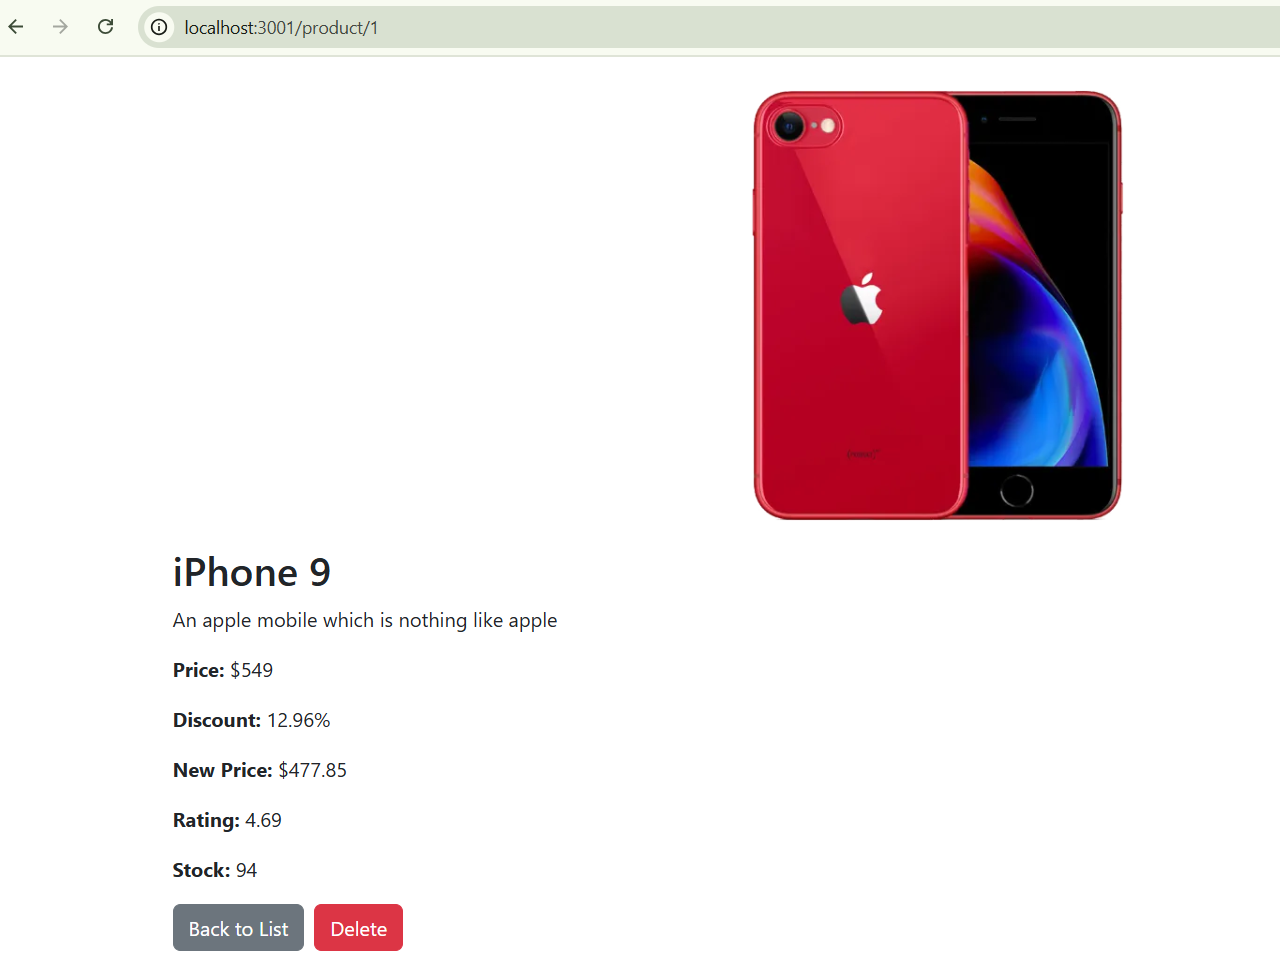 localhost:3001/product/1
iPhone 9
An apple mobile which is nothing like apple
Price: $549
Discount: 12.96%
New Price: $477.85
Rating: 4.69
Stock: 94
Back to List Delete